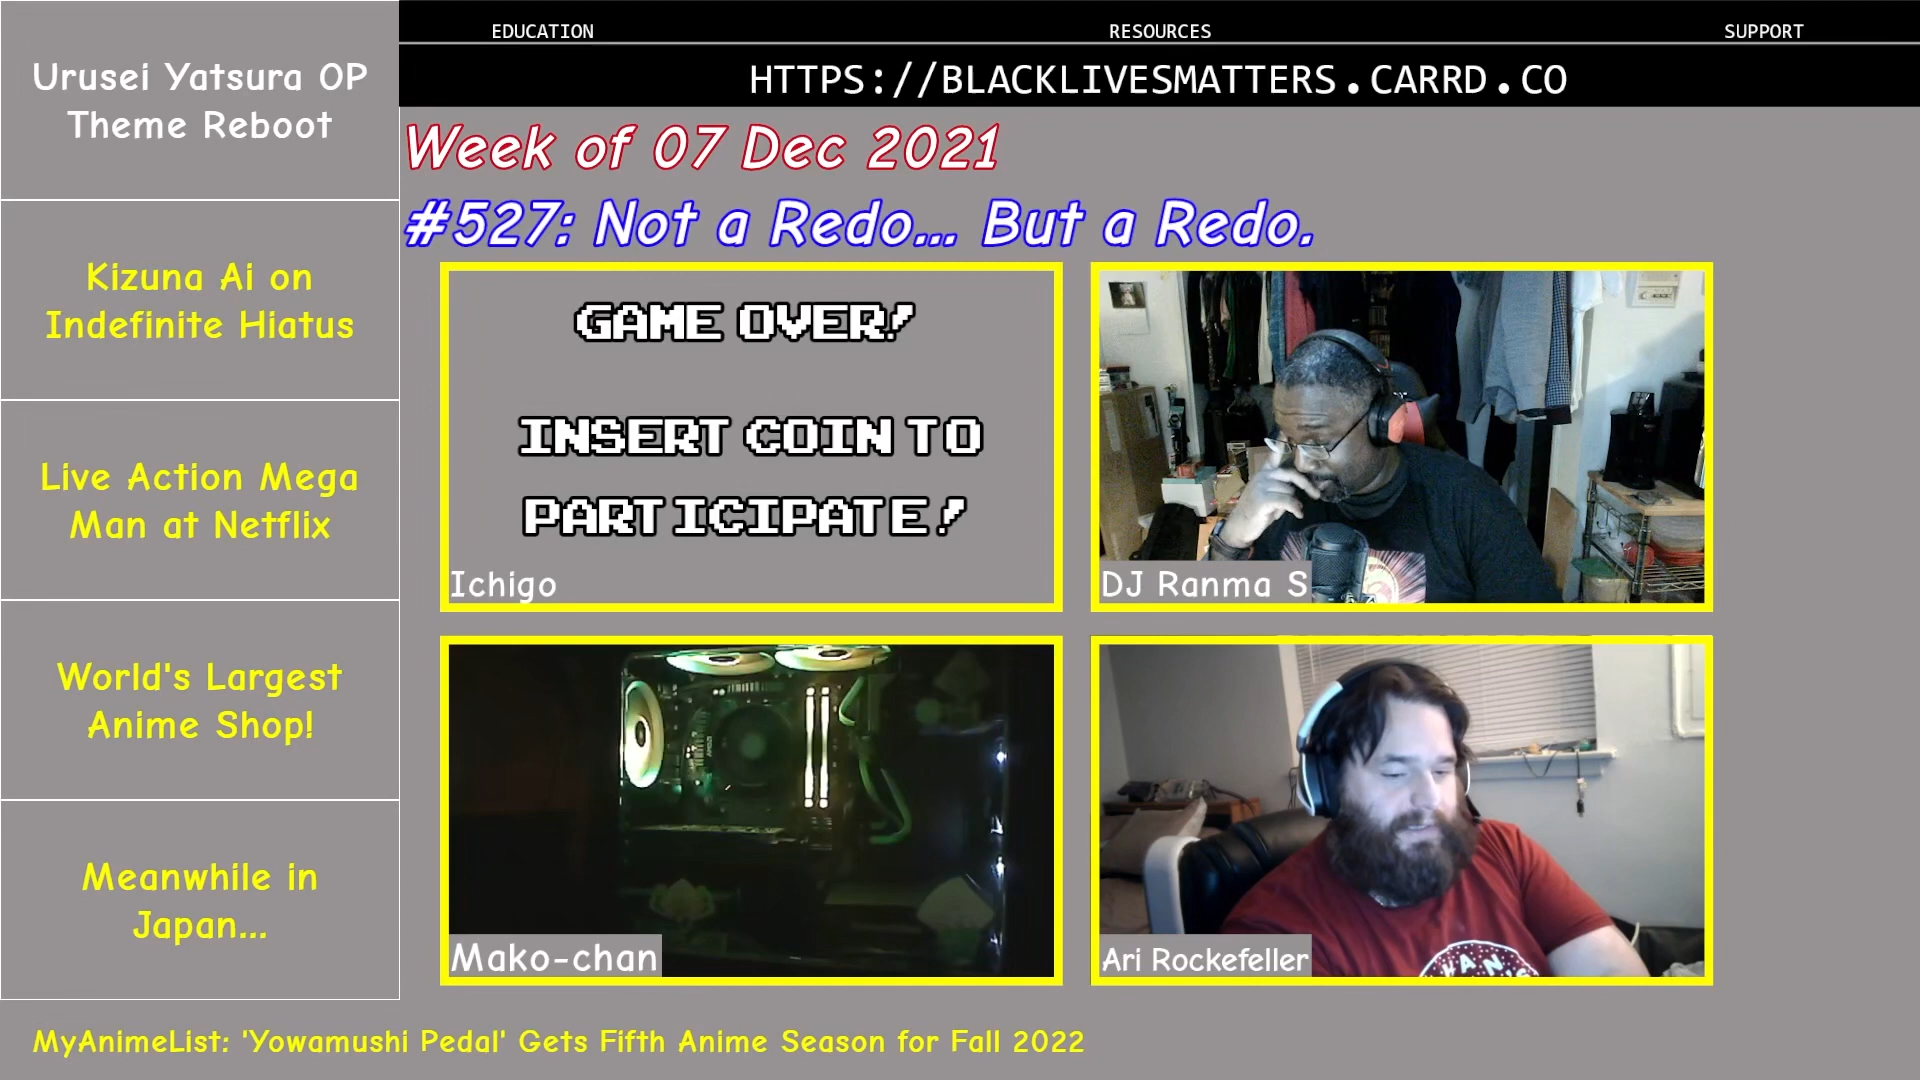 EDUCATION RESOURCES SUPPORT
HTTPS://BLACKLIVESMATTERS.CARRD.CO
Urusei Yatsura OP
Theme Reboot
Kizuna Ai on
Indefinite Hiatus
Live Action Mega
Man at Netflix
World's Largest
Anime Shop!
Meanwhile in
Japan...
Week of 07 Dec 2021
#527: Not a Redo... But a Redo.
GAME OVER!
INSERT COIN TO
PARTICIPATE!
Ichigo
DJ Ranma S
Mako-chan
Ari Rockefeller
MyAnimeList: 'Yowamushi Pedal' Gets Fifth Anime Season for Fall 2022